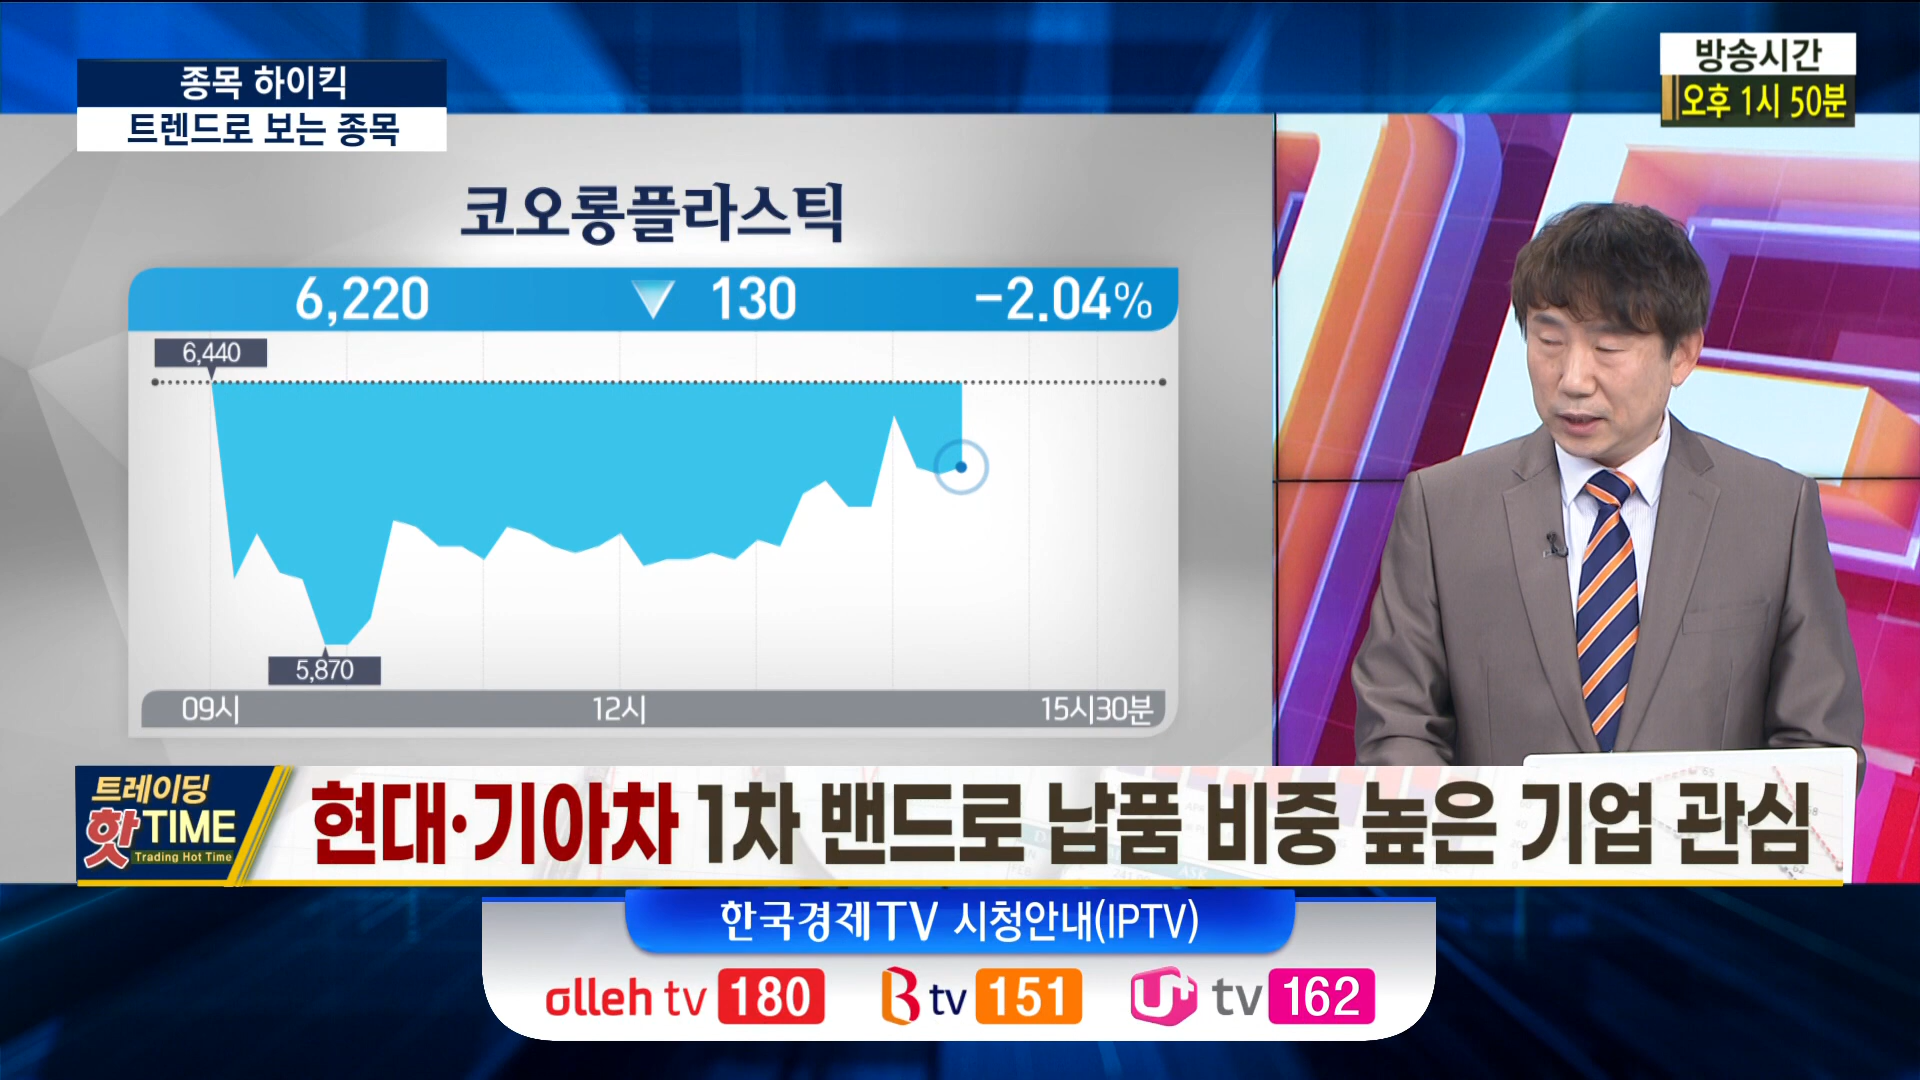 종목 하이킥
트렌드로 보는 종목
방송시간
오후 1시 50분
코오롱플라스틱
6,220 ▼ 130 -2.04%
6,440
5,870
09시 12시 15시30분
트레이딩
핫TIME
Trading Hot Time
현대·기아차 1차 밴드로 납품 비중 높은 기업 관심
한국경제TV 시청안내(IPTV)
olleh tv 180 B tv 151 U+ tv 162